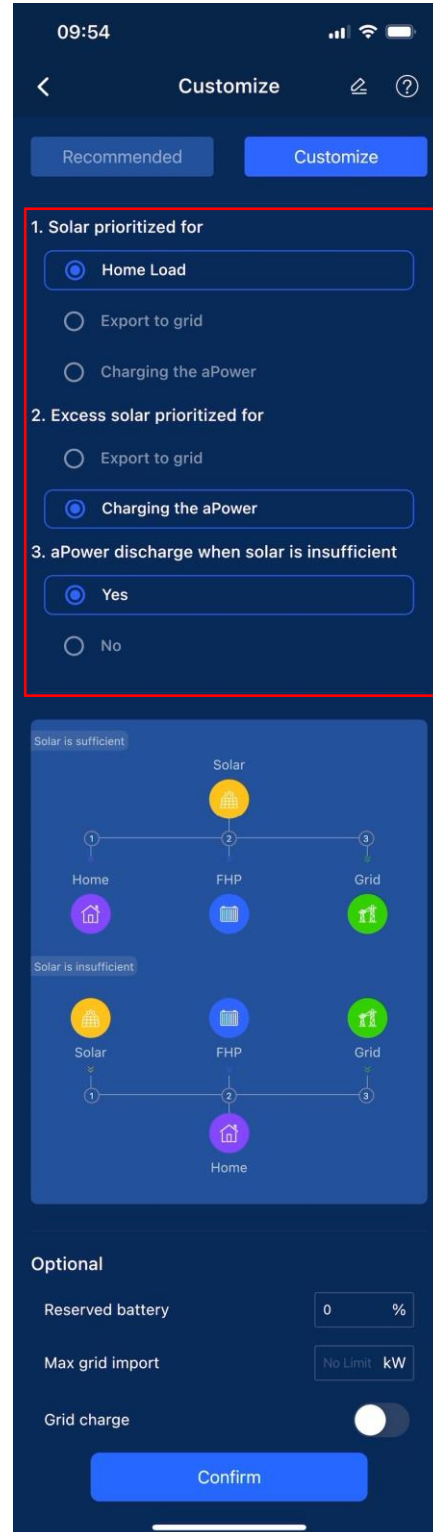 09:54
Customize
Recommended
Customize
1. Solar prioritized for
Home Load
Export to grid
Charging the aPower
2. Excess solar prioritized for
Export to grid
Charging the aPower
3. aPower discharge when solar is insufficient
Yes
No
Solar is sufficient
Solar
1 2 3
Home FHP Grid
Solar is insufficient
Solar FHP Grid
1 2 3
Home
Optional
Reserved battery 0 %
Max grid import No Limit kW
Grid charge
Confirm